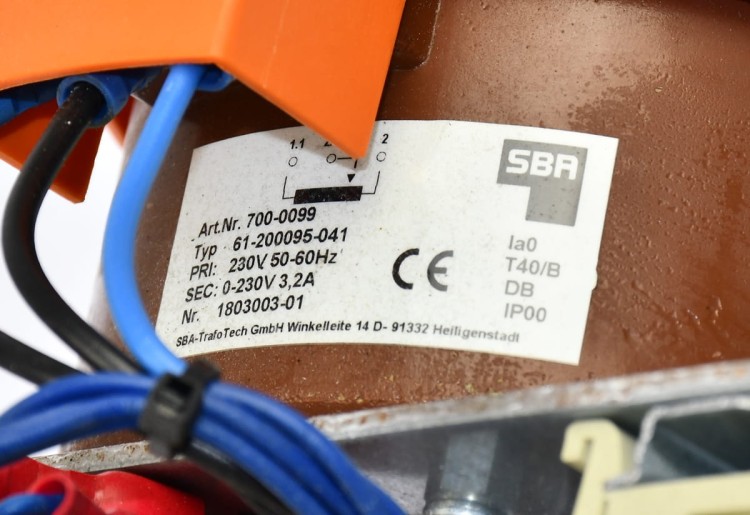 1.1 2
SBA
Art.Nr. 700-0099
Typ 61-200095-041
PRI: 230V 50-60Hz
SEC: 0-230V 3,2A
Nr. 1803003-01
CE
Ia0
T40/B
DB
IP00
SBA-TrafoTech GmbH Winkelleite 14 D- 91332 Heiligenstadt